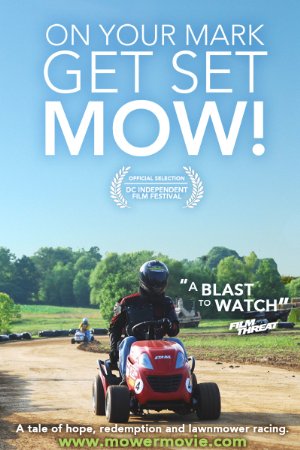 ON YOUR MARK
GET SET
MOW!
OFFICIAL SELECTION
DC INDEPENDENT
FILM FESTIVAL
"A BLAST
TO WATCH"
FILM
THREAT
A tale of hope, redemption and lawnmower racing.
www.mowermovie.com